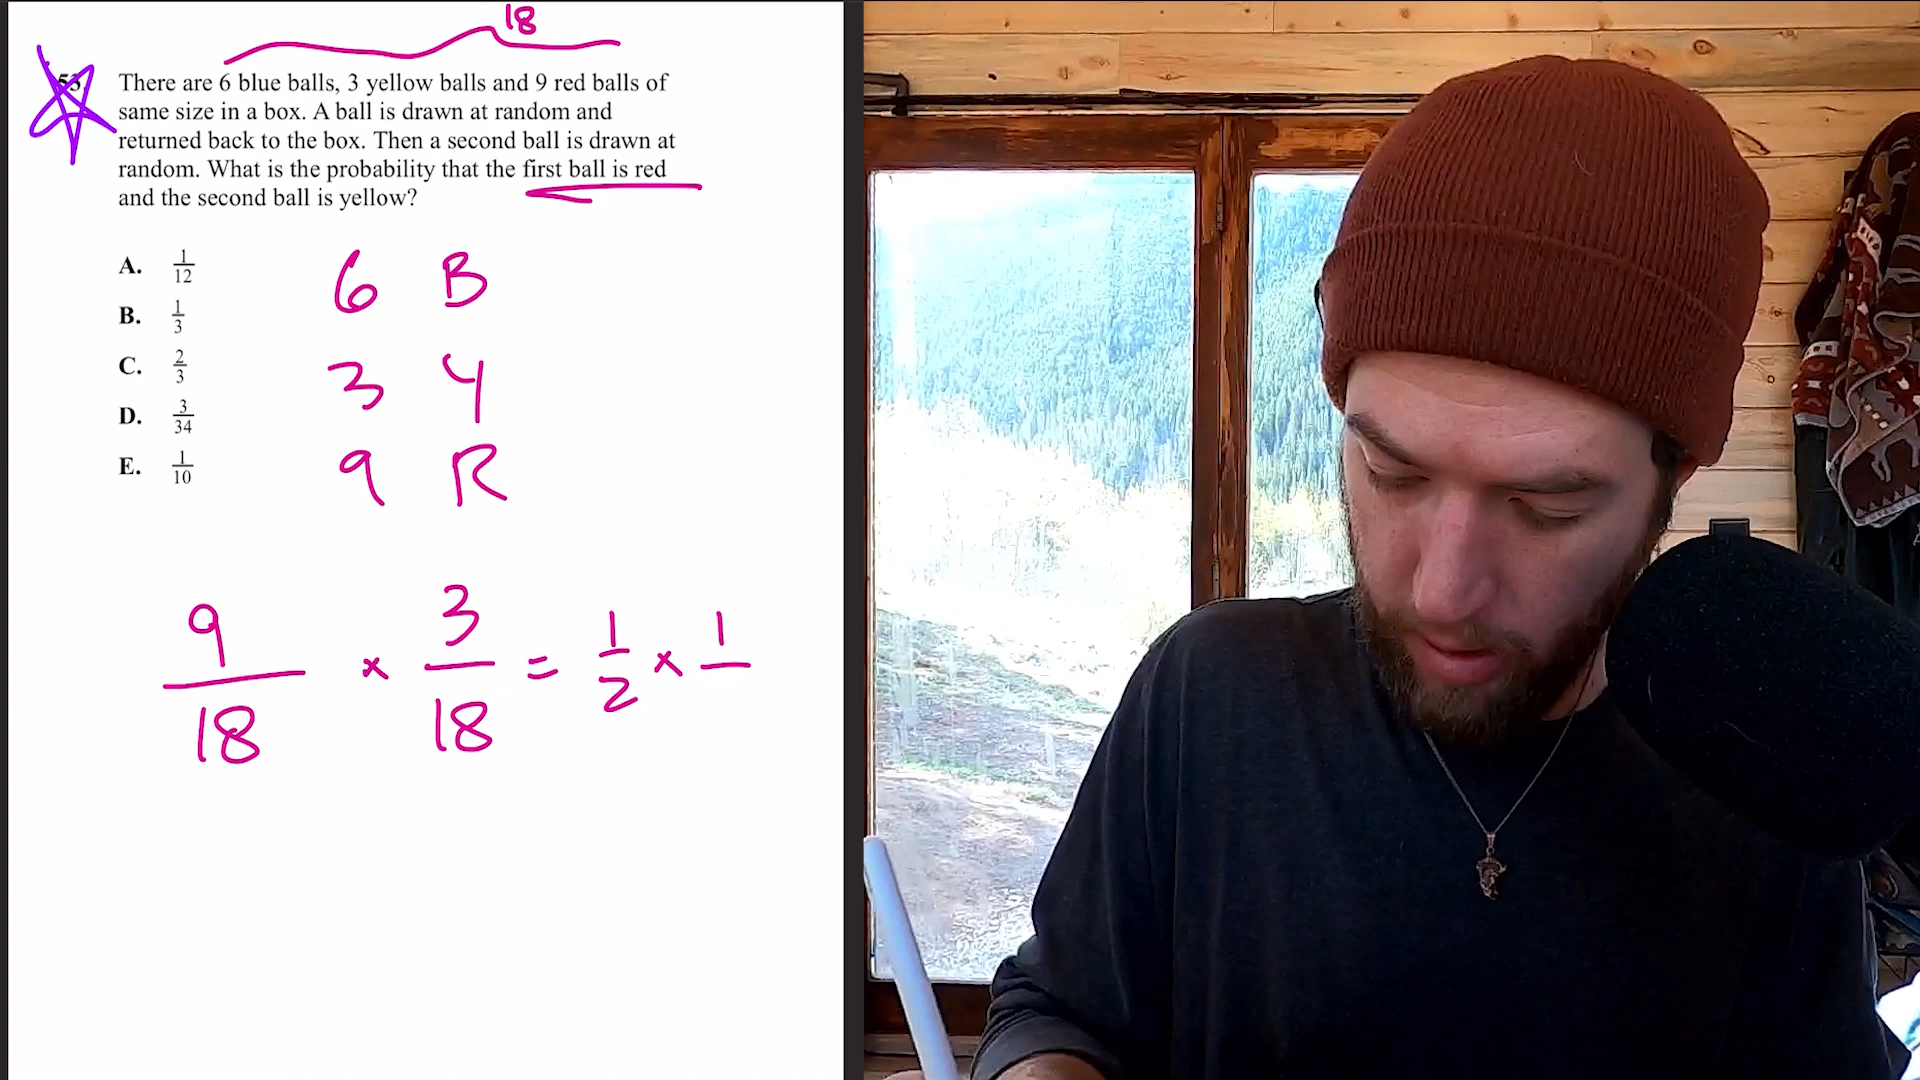 18
53. There are 6 blue balls, 3 yellow balls and 9 red balls of
same size in a box. A ball is drawn at random and
returned back to the box. Then a second ball is drawn at
random. What is the probability that the first ball is red
and the second ball is yellow?
A. 1/12
B. 1/3
C. 2/3
D. 3/34
E. 1/10
6 B
3 Y
9 R
9/18 × 3/18 = 1/2 × 1/